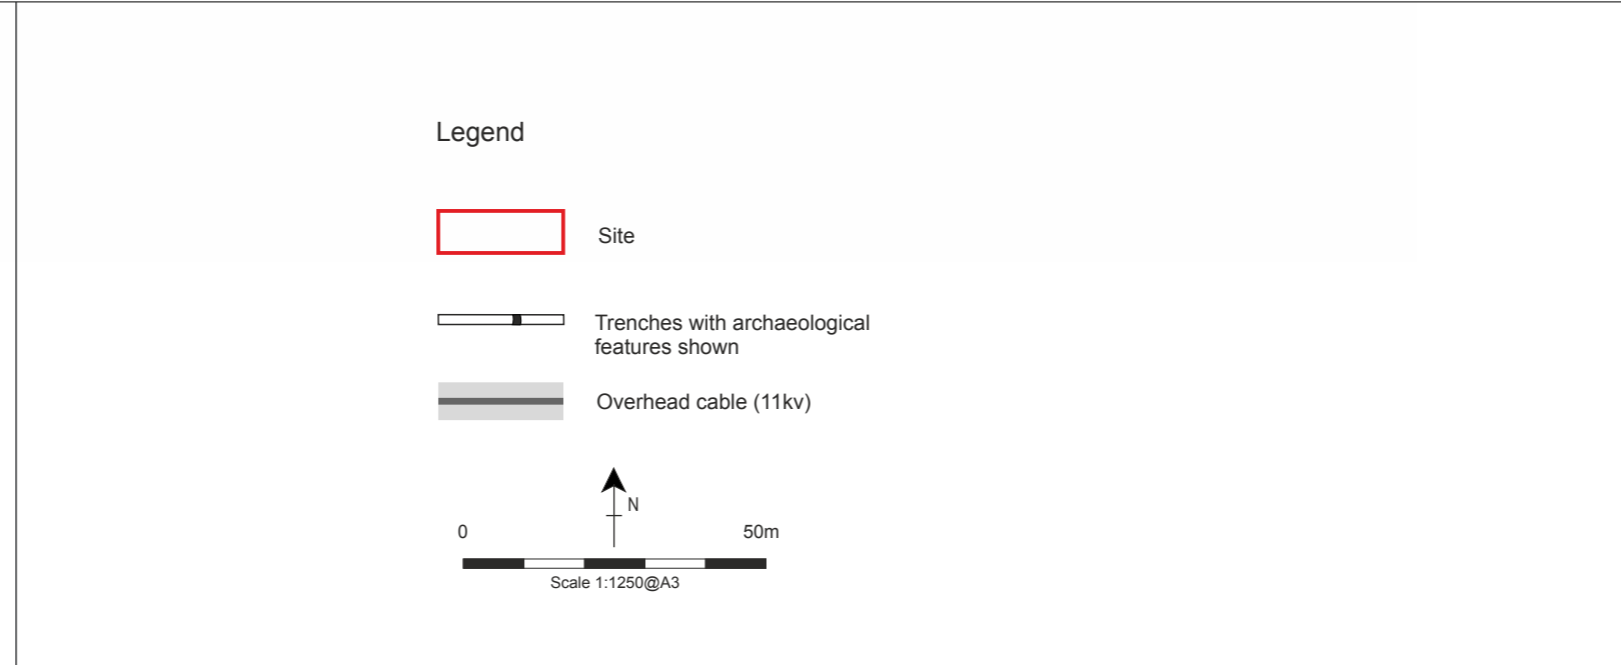 Legend
Site
Trenches with archaeological
features shown
Overhead cable (11kv)
N
0 50m
Scale 1:1250@A3